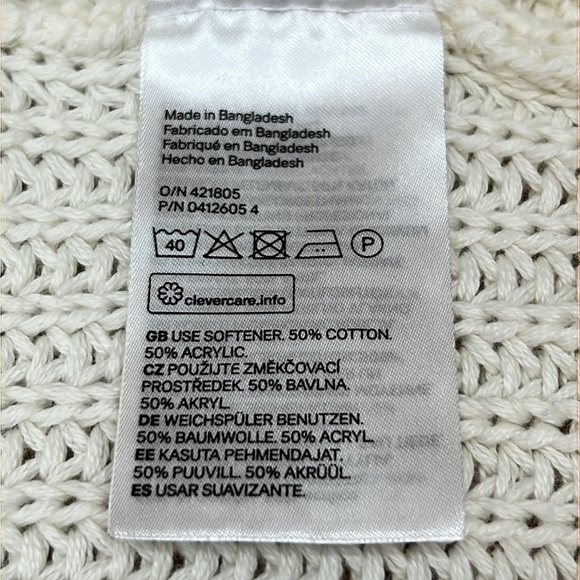 Made in Bangladesh
Fabricado em Bangladesh
Fabriqué en Bangladesh
Hecho en Bangladesh
O/N 421805
P/N 0412605 4
40 P
clevercare.info
GB USE SOFTENER. 50% COTTON.
50% ACRYLIC.
CZ POUŽIJTE ZMĚKČOVACÍ
PROSTŘEDEK. 50% BAVLNA.
50% AKRYL.
DE WEICHSPÜLER BENUTZEN.
50% BAUMWOLLE. 50% ACRYL.
EE KASUTA PEHMENDAJAT.
50% PUUVILL. 50% AKRÜÜL.
ES USAR SUAVIZANTE.